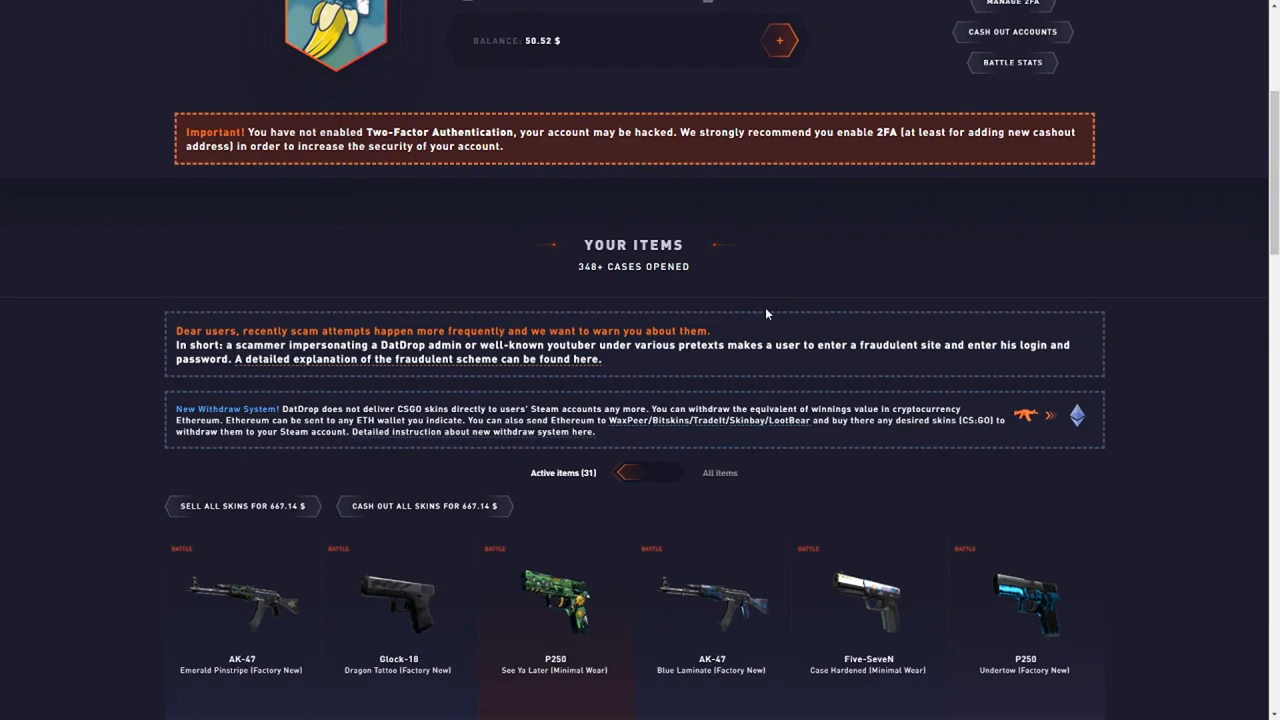 MANAGE 2FA
BALANCE: 50.52 $
+
CASH OUT ACCOUNTS
BATTLE STATS
Important! You have not enabled Two-Factor Authentication, your account may be hacked. We strongly recommend you enable 2FA (at least for adding new cashout
address) in order to increase the security of your account.
YOUR ITEMS
348+ CASES OPENED
Dear users, recently scam attempts happen more frequently and we want to warn you about them.
In short: a scammer impersonating a DatDrop admin or well-known youtuber under various pretexts makes a user to enter a fraudulent site and enter his login and
password. A detailed explanation of the fraudulent scheme can be found here.
New Withdraw System! DatDrop does not deliver CSGO skins directly to users' Steam accounts any more. You can withdraw the equivalent of winnings value in cryptocurrency
Ethereum. Ethereum can be sent to any ETH wallet you indicate. You can also send Ethereum to WaxPeer/Bitskins/TradeIt/Skinbay/LootBear and buy there any desired skins (CS:GO) to
withdraw them to your Steam account. Detailed instruction about new withdraw system here.
Active items (31) All items
SELL ALL SKINS FOR 667.14 $ CASH OUT ALL SKINS FOR 667.14 $
BATTLE BATTLE BATTLE BATTLE BATTLE BATTLE
AK-47 Glock-18 P250 AK-47 Five-SeveN P250
Emerald Pinstripe (Factory New) Dragon Tattoo (Factory New) See Ya Later (Minimal Wear) Blue Laminate (Factory New) Case Hardened (Minimal Wear) Undertow (Factory New)